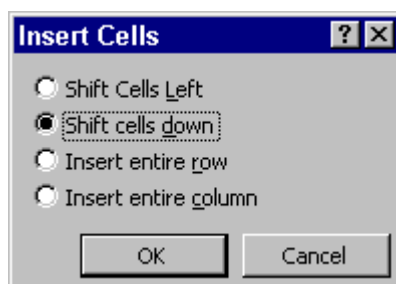 Insert Cells
Shift Cells Left
Shift cells down
Insert entire row
Insert entire column
OK Cancel